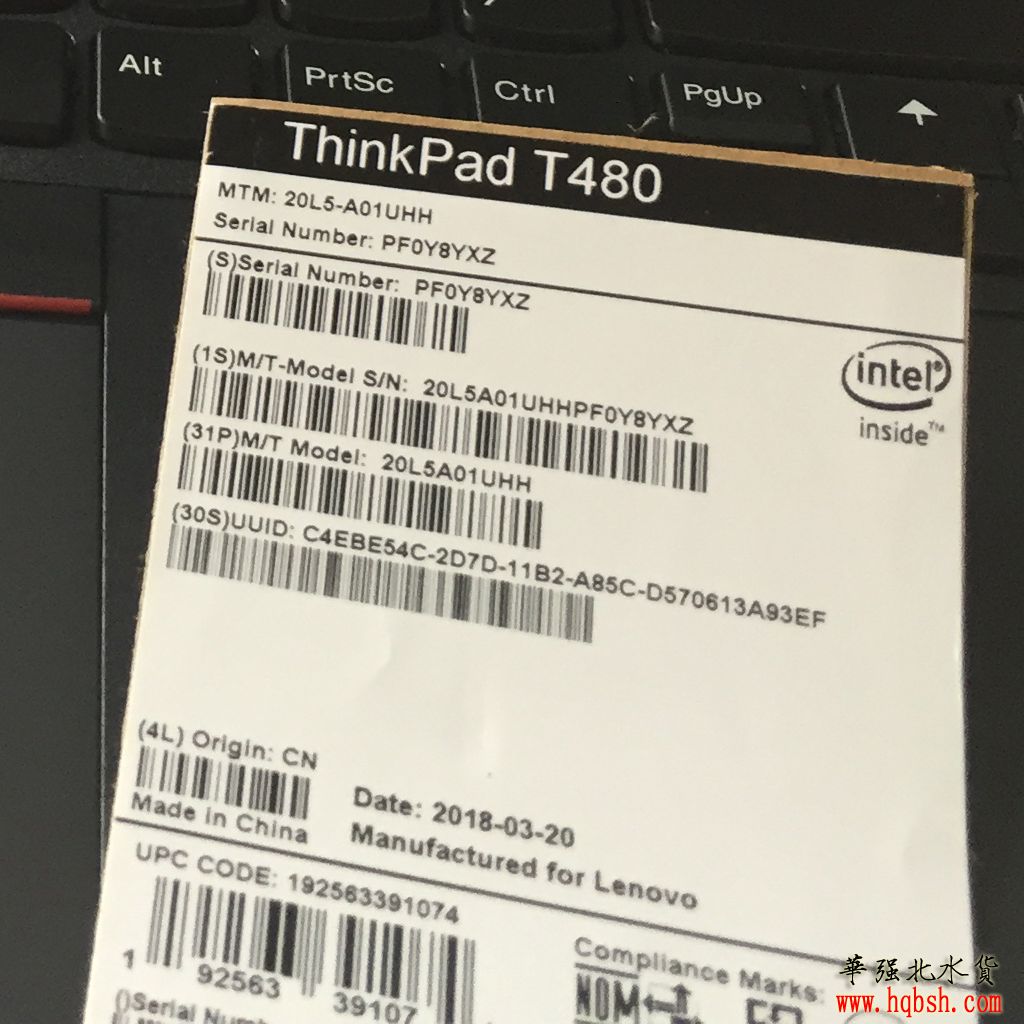 Alt
PrtSc
Ctrl
PgUp
ThinkPad T480
MTM: 20L5-A01UHH
Serial Number: PF0Y8YXZ
(S)Serial Number: PF0Y8YXZ
intel®
inside™
(1S)M/T-Model S/N: 20L5A01UHHPF0Y8YXZ
(31P)M/T Model: 20L5A01UHH
(30S)UUID: C4EBE54C-2D7D-11B2-A85C-D570613A93EF
(4L) Origin: CN
Made in China
Date: 2018-03-20
Manufactured for Lenovo
UPC CODE: 192563391074
1 92563 39107
Compliance Marks:
NOM
()Serial
華强北水貨
www.hqbsh.com